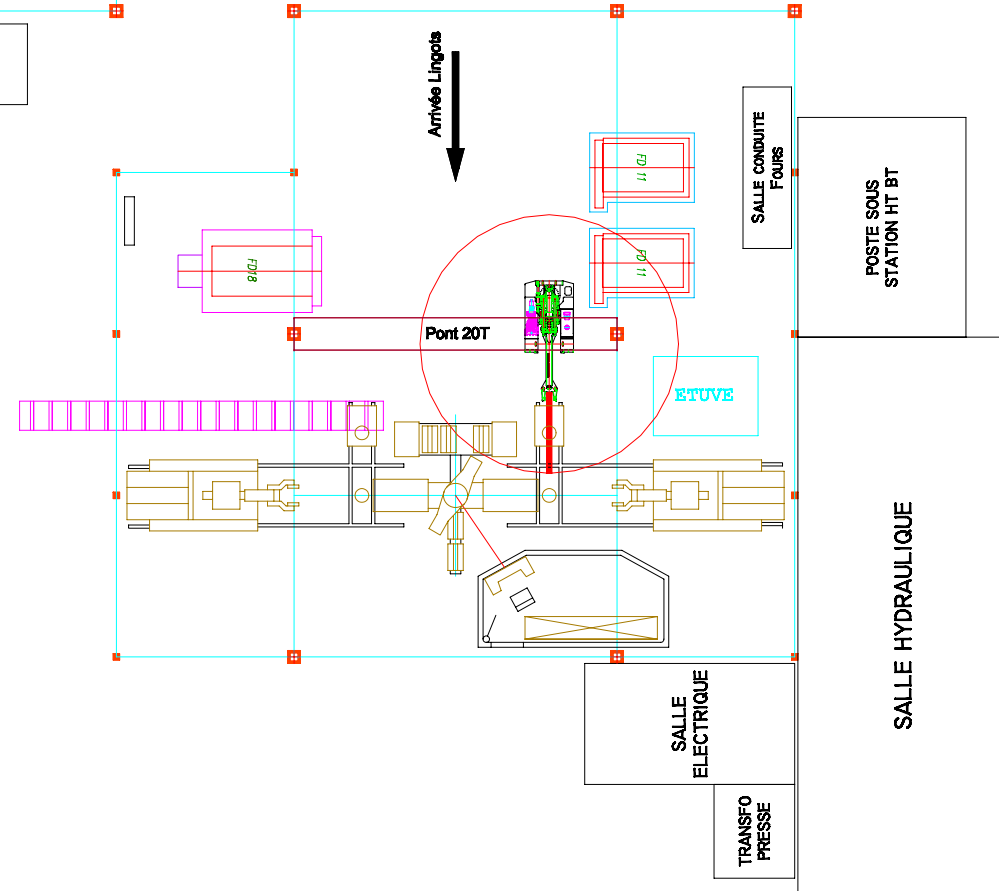 Arrivée Lingots
FD 11
SALLE CONDUITE
FOURS
POSTE SOUS
STATION HT BT
FD18
FD 11
Pont 20T
ETUVE
SALLE HYDRAULIQUE
SALLE
ELECTRIQUE
TRANSFO
PRESSE